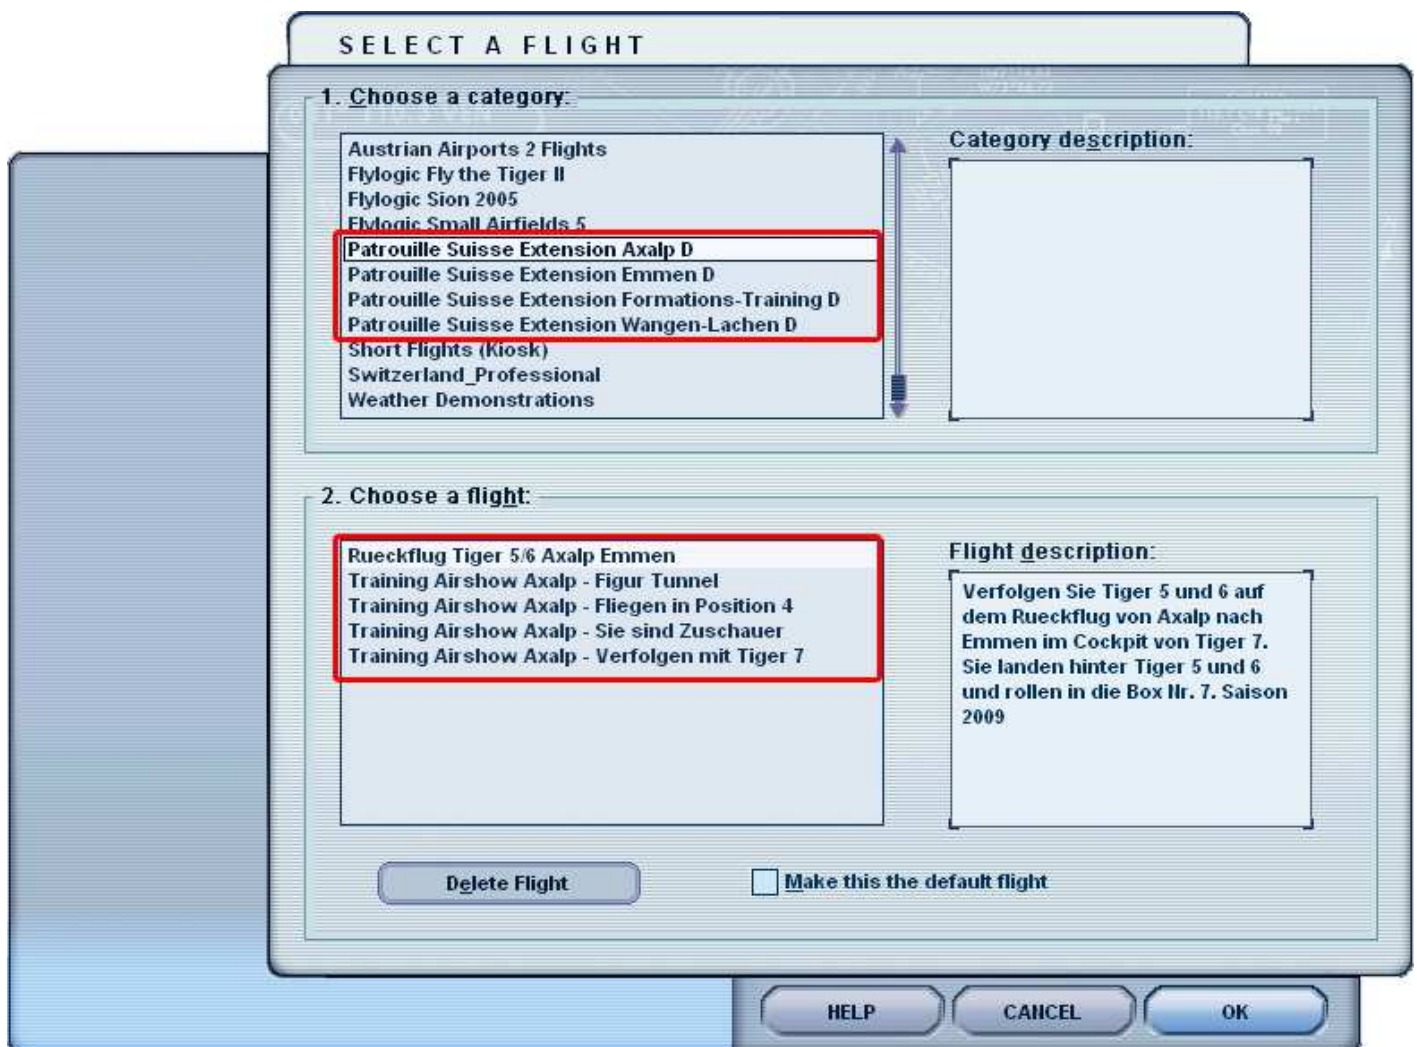 SELECT A FLIGHT
1. Choose a category:
Austrian Airports 2 Flights
Flylogic Fly the Tiger II
Flylogic Sion 2005
Flylogic Small Airfields 5
Patrouille Suisse Extension Axalp D
Patrouille Suisse Extension Emmen D
Patrouille Suisse Extension Formations-Training D
Patrouille Suisse Extension Wangen-Lachen D
Short Flights (Kiosk)
Switzerland_Professional
Weather Demonstrations
Category description:
2. Choose a flight:
Rueckflug Tiger 5/6 Axalp Emmen
Training Airshow Axalp - Figur Tunnel
Training Airshow Axalp - Fliegen in Position 4
Training Airshow Axalp - Sie sind Zuschauer
Training Airshow Axalp - Verfolgen mit Tiger 7
Flight description:
Verfolgen Sie Tiger 5 und 6 auf
dem Rueckflug von Axalp nach
Emmen im Cockpit von Tiger 7.
Sie landen hinter Tiger 5 und 6
und rollen in die Box Nr. 7. Saison
2009
Delete Flight
Make this the default flight
HELP
CANCEL
OK